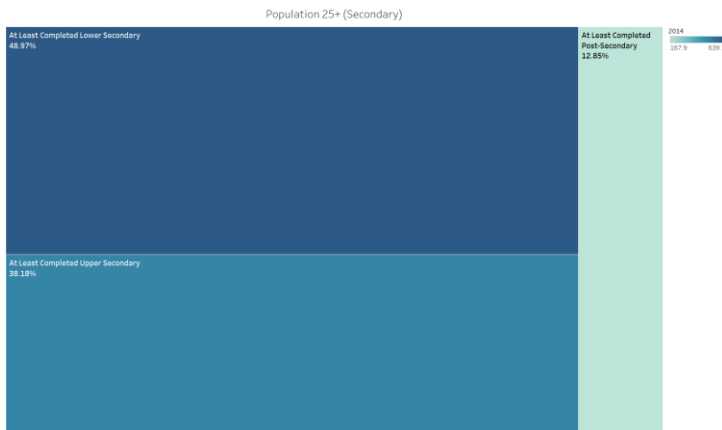 Population 25+ (Secondary)
At Least Completed Lower Secondary
48.97%
At Least Completed
Post-Secondary
12.85%
At Least Completed Upper Secondary
38.18%
2014
167.9